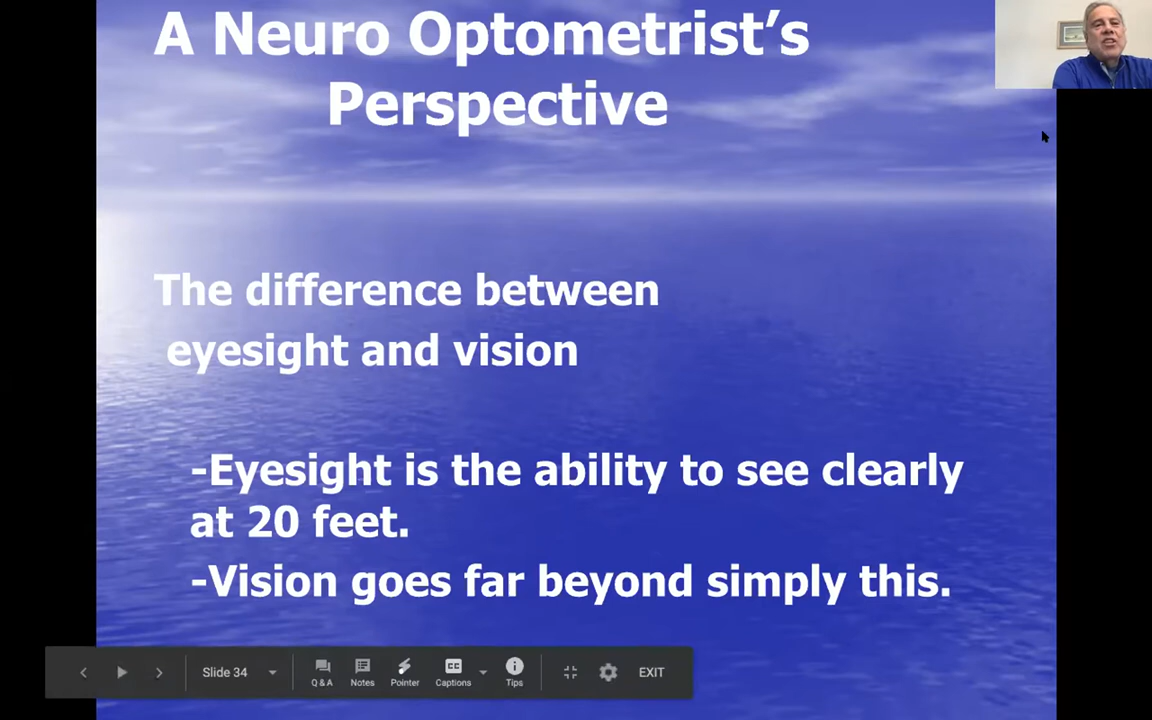 A Neuro Optometrist's
Perspective
The difference between
eyesight and vision
-Eyesight is the ability to see clearly
at 20 feet.
-Vision goes far beyond simply this.
Slide 34
Q & A
Notes
Pointer
CC
Captions
Tips
EXIT